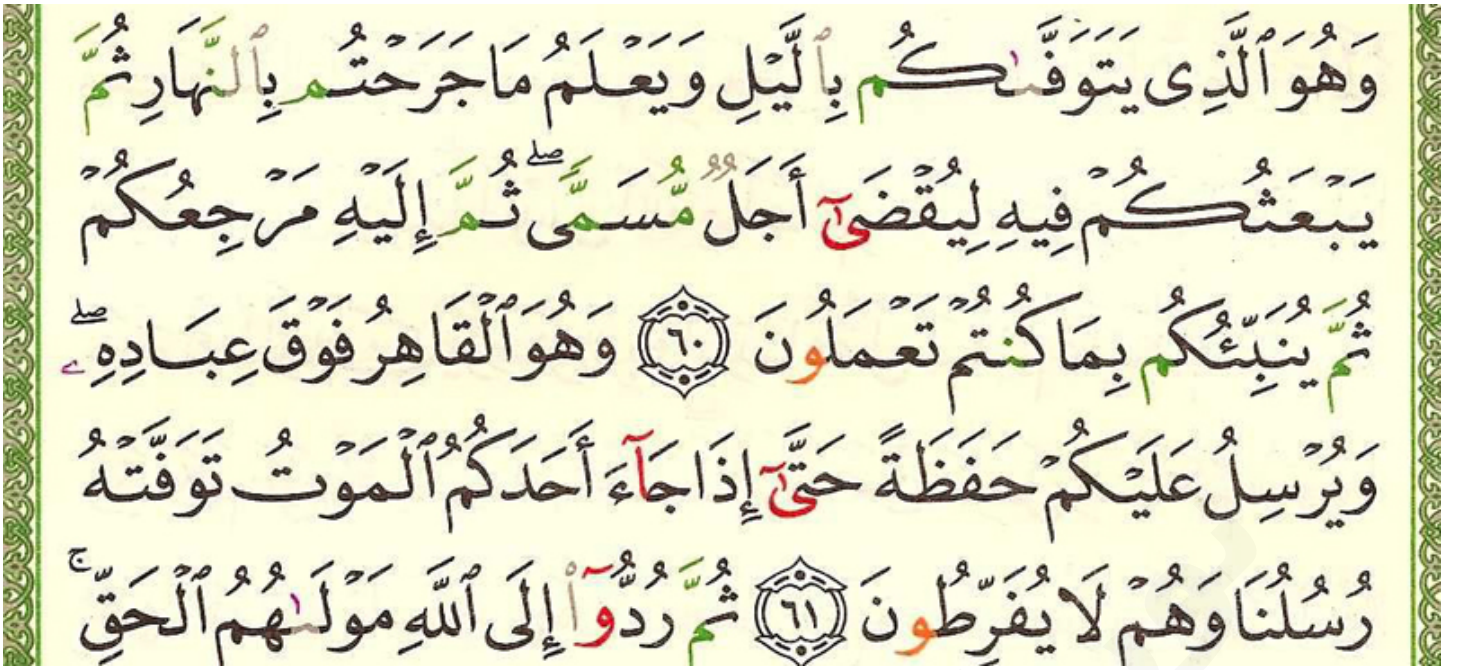 وَهُوَ ٱلَّذِى يَتَوَفَّىٰكُم بِٱلَّيْلِ وَيَعْلَمُ مَا جَرَحْتُم بِٱلنَّهَارِ ثُمَّ
يَبْعَثُكُمْ فِيهِ لِيُقْضَىٰٓ أَجَلٌ مُّسَمًّى ۖ ثُمَّ إِلَيْهِ مَرْجِعُكُمْ
ثُمَّ يُنَبِّئُكُم بِمَا كُنتُمْ تَعْمَلُونَ ٦٠ وَهُوَ ٱلْقَاهِرُ فَوْقَ عِبَادِهِۦ ۖ
وَيُرْسِلُ عَلَيْكُمْ حَفَظَةً حَتَّىٰٓ إِذَا جَآءَ أَحَدَكُمُ ٱلْمَوْتُ تَوَفَّتْهُ
رُسُلُنَا وَهُمْ لَا يُفَرِّطُونَ ٦١ ثُمَّ رُدُّوٓا۟ إِلَى ٱللَّهِ مَوْلَىٰهُمُ ٱلْحَقِّ ۚ